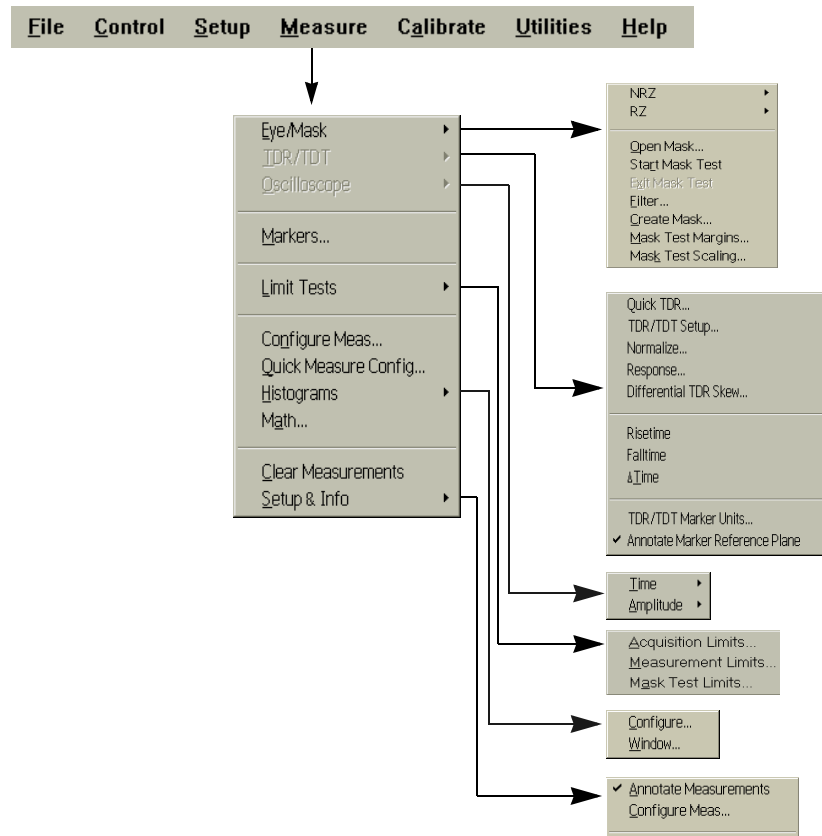 File Control Setup Measure Calibrate Utilities Help
Eye/Mask
TDR/TDT
Oscilloscope
Markers...
Limit Tests
Configure Meas...
Quick Measure Config...
Histograms
Math...
Clear Measurements
Setup & Info
NRZ
RZ
Open Mask...
Start Mask Test
Exit Mask Test
Filter...
Create Mask...
Mask Test Margins...
Mask Test Scaling...
Quick TDR...
TDR/TDT Setup...
Normalize...
Response...
Differential TDR Skew...
Risetime
Falltime
ΔTime
TDR/TDT Marker Units...
✓ Annotate Marker Reference Plane
Time
Amplitude
Acquisition Limits...
Measurement Limits...
Mask Test Limits...
Configure...
Window...
✓ Annotate Measurements
Configure Meas...